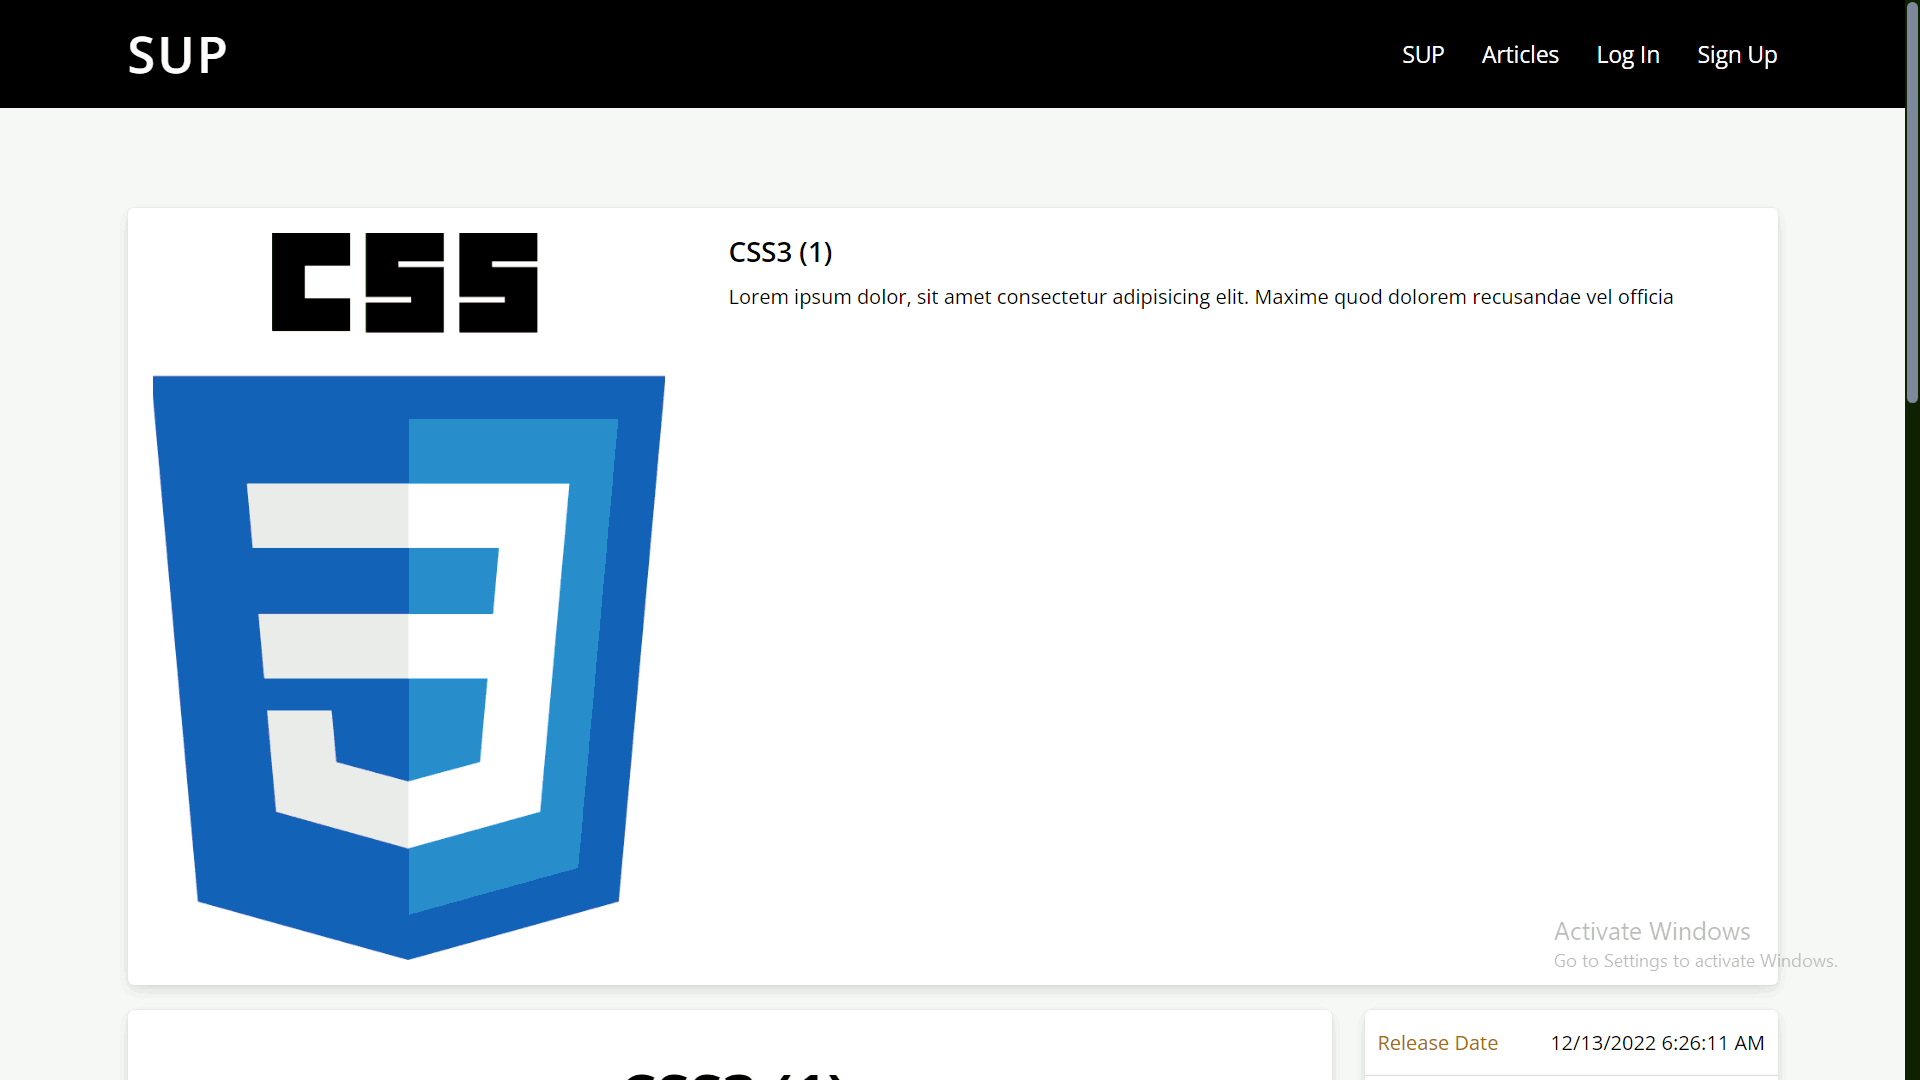 SUP
SUP Articles Log In Sign Up
CSS
CSS3 (1)
Lorem ipsum dolor, sit amet consectetur adipisicing elit. Maxime quod dolorem recusandae vel officia
Activate Windows
Go to Settings to activate Windows.
CSS3 (1)
Release Date 12/13/2022 6:26:11 AM